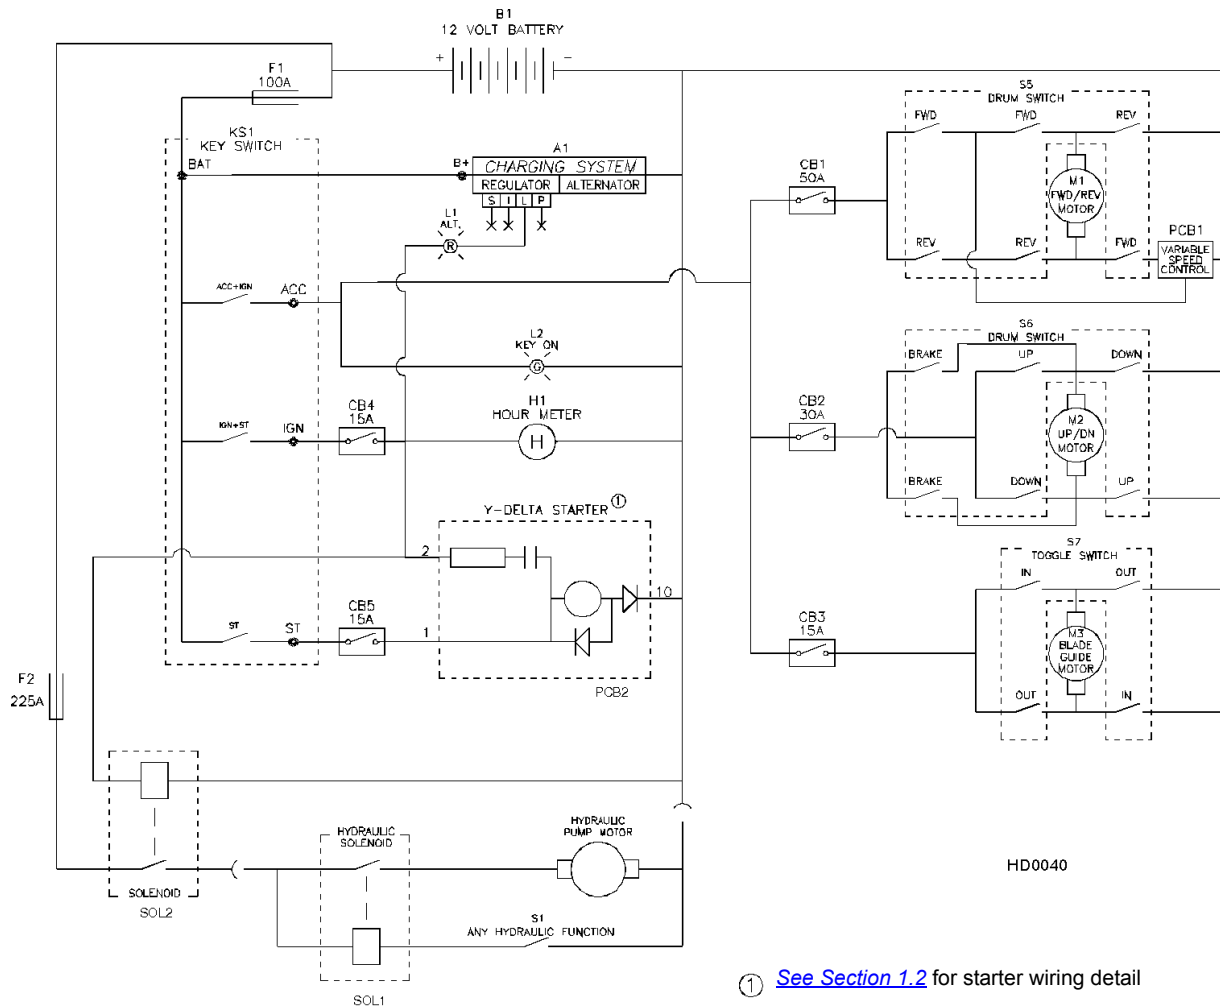 B1
12 VOLT BATTERY
+
-
F1
100A
KS1
KEY SWITCH
BAT
B+
A1
CHARGING SYSTEM
REGULATOR
ALTERNATOR
S I L P
L1
ALT.
R
ACC+IGN
ACC
L2
KEY ON
G
IGN+ST
IGN
CB4
15A
H1
HOUR METER
H
Y-DELTA STARTER ①
2
10
1
PCB2
ST
ST
CB5
15A
F2
225A
SOLENOID
SOL2
HYDRAULIC
SOLENOID
SOL1
HYDRAULIC
PUMP MOTOR
S1
ANY HYDRAULIC FUNCTION
S5
DRUM SWITCH
FWD
FWD
REV
CB1
50A
M1
FWD/REV
MOTOR
REV
REV
FWD
PCB1
VARIABLE
SPEED
CONTROL
S6
DRUM SWITCH
BRAKE
UP
DOWN
CB2
30A
M2
UP/DN
MOTOR
BRAKE
DOWN
UP
S7
TOGGLE SWITCH
IN
OUT
CB3
15A
M3
BLADE
GUIDE
MOTOR
OUT
IN
HD0040
① See Section 1.2 for starter wiring detail